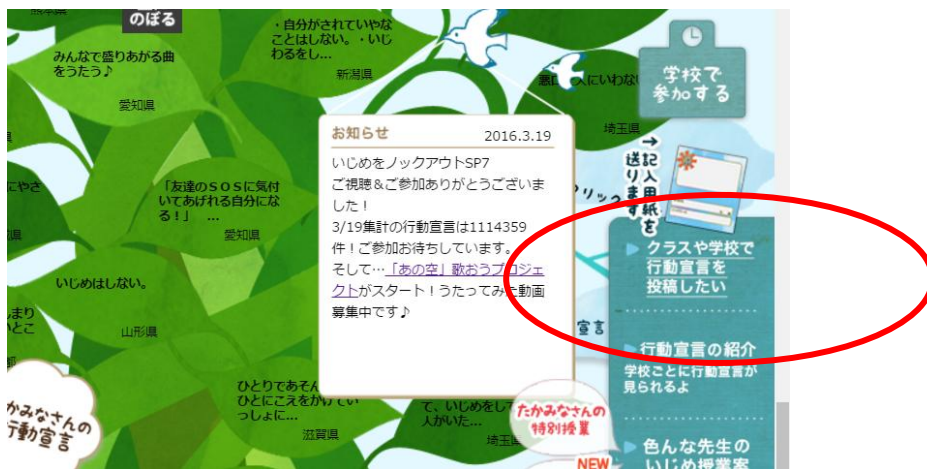 のぼる
みんなで盛りあがる曲
をうたう♪
愛知県
・自分がされていやな
ことはしない。・いじ
わるをし...
新潟県
学校で
参加する
埼玉県
お知らせ
2016.3.19
いじめをノックアウトSP7
ご視聴&ご参加ありがとうございま
した！
3/19集計の行動宣言は1114359
件！ご参加お待ちしています。
そして…「あの空」歌おうプロジェ
クトがスタート！うたってみた動画
募集中です♪
→記入用紙を
送ります
「友達のSOSに気付
いてあげれる自分にな
る！」 ...
愛知県
クラスや学校で
行動宣言を
投稿したい
いじめはしない。
山形県
宣言
行動宣言の紹介
学校ごとに行動宣言が
見られるよ
ひとりであそん
ひとにこえをかけてい
っしょに...
滋賀県
て、いじめをし
人がいた...
埼玉
たかみなさんの
特別授業
NEW
かみなさんの
行動宣言
色んな先生の
いじめ授業案